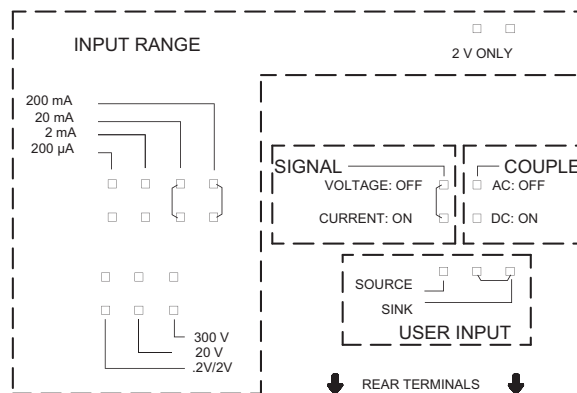 INPUT RANGE
2 V ONLY
200 mA
20 mA
2 mA
200 µA
SIGNAL
COUPLE
VOLTAGE: OFF
AC: OFF
CURRENT: ON
DC: ON
SOURCE
SINK
USER INPUT
300 V
20 V
.2V/2V
REAR TERMINALS